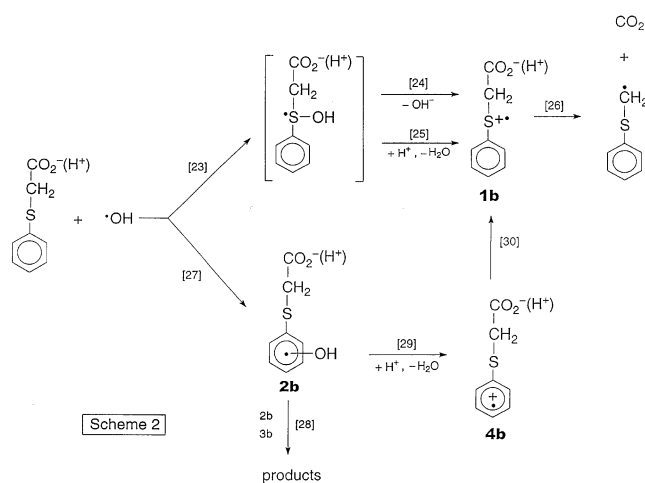 CO₂
+
•CH₂
S
CO₂⁻(H⁺)
CH₂
•S—OH
[24]
– OH⁻
[25]
+ H⁺ , –H₂O
CO₂⁻(H⁺)
CH₂
S+•
1b
[26]
[23]
CO₂⁻(H⁺)
CH₂
S
+ •OH
[27]
[30]
CO₂⁻(H⁺)
CH₂
S
•
OH
2b
[29]
+ H⁺ , –H₂O
CO₂⁻(H⁺)
CH₂
S
+
•
4b
Scheme 2
2b
3b
[28]
products